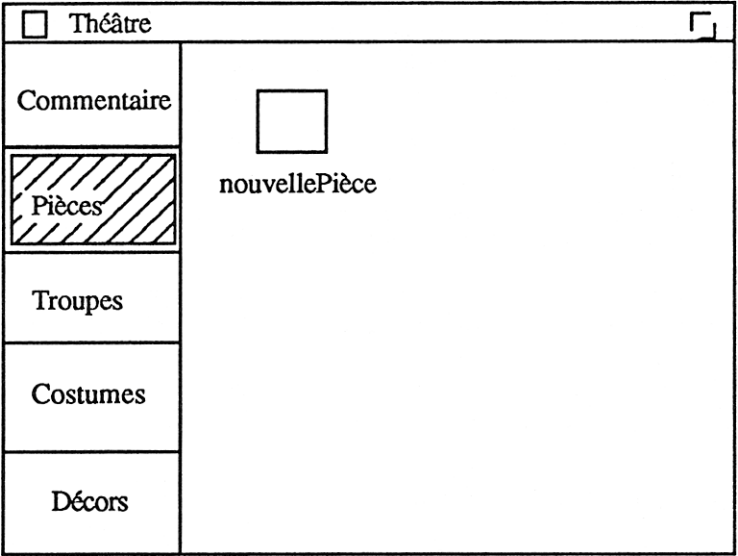 Théâtre
Commentaire
Pièces
nouvellePièce
Troupes
Costumes
Décors